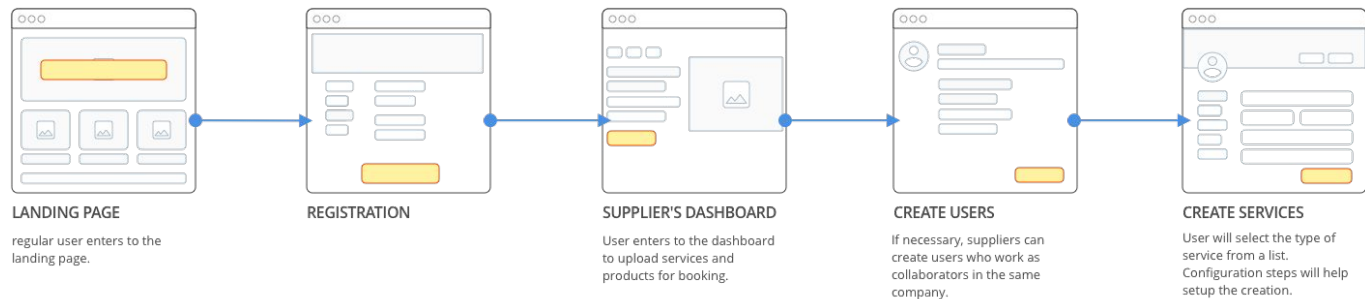 LANDING PAGE
regular user enters to the
landing page.
REGISTRATION
SUPPLIER'S DASHBOARD
User enters to the dashboard
to upload services and
products for booking.
CREATE USERS
If necessary, suppliers can
create users who work as
collaborators in the same
company.
CREATE SERVICES
User will select the type of
service from a list.
Configuration steps will help
setup the creation.